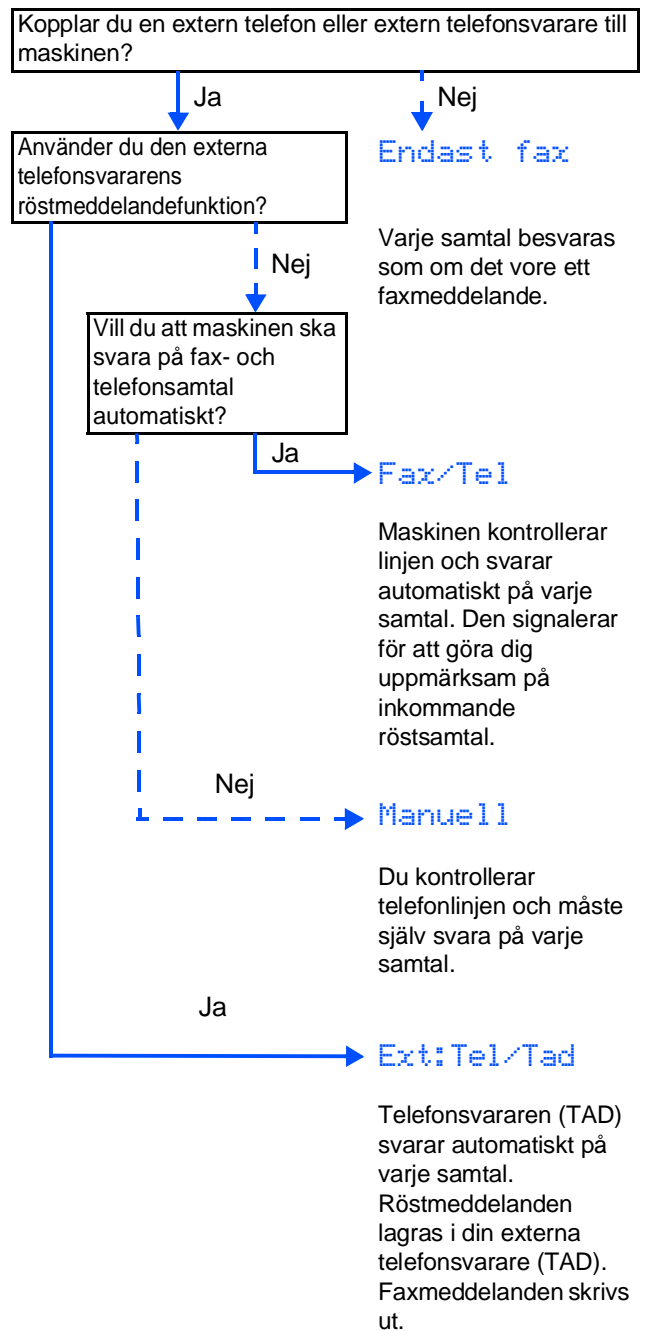 Kopplar du en extern telefon eller extern telefonsvarare till
maskinen?
Ja
Nej
Använder du den externa
telefonsvararens
röstmeddelandefunktion?
Endast fax
Varje samtal besvaras
som om det vore ett
faxmeddelande.
Nej
Vill du att maskinen ska
svara på fax- och
telefonsamtal
automatiskt?
Ja
Fax/Tel
Maskinen kontrollerar
linjen och svarar
automatiskt på varje
samtal. Den signalerar
för att göra dig
uppmärksam på
inkommande
röstsamtal.
Nej
Manuell
Du kontrollerar
telefonlinjen och måste
själv svara på varje
samtal.
Ja
Ext:Tel/Tad
Telefonsvararen (TAD)
svarar automatiskt på
varje samtal.
Röstmeddelanden
lagras i din externa
telefonsvarare (TAD).
Faxmeddelanden skrivs
ut.